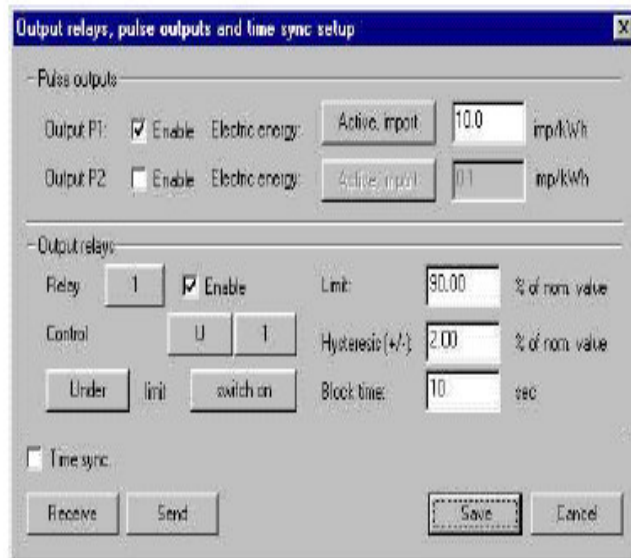 Output relays, pulse outputs and time sync setup
Pulse outputs
Output P1: Enable Electric energy: Active, import 10.0 imp/kWh
Output P2 Enable Electric energy: Active, import 0.1 imp/kWh
Output relays
Relay 1 Enable Limit: 90.00 % of nom. value
Control U 1 Hysteresis (+/-): 2.00 % of nom. value
Under limit switch on Block time: 10 sec
Time sync.
Receive Send Save Cancel